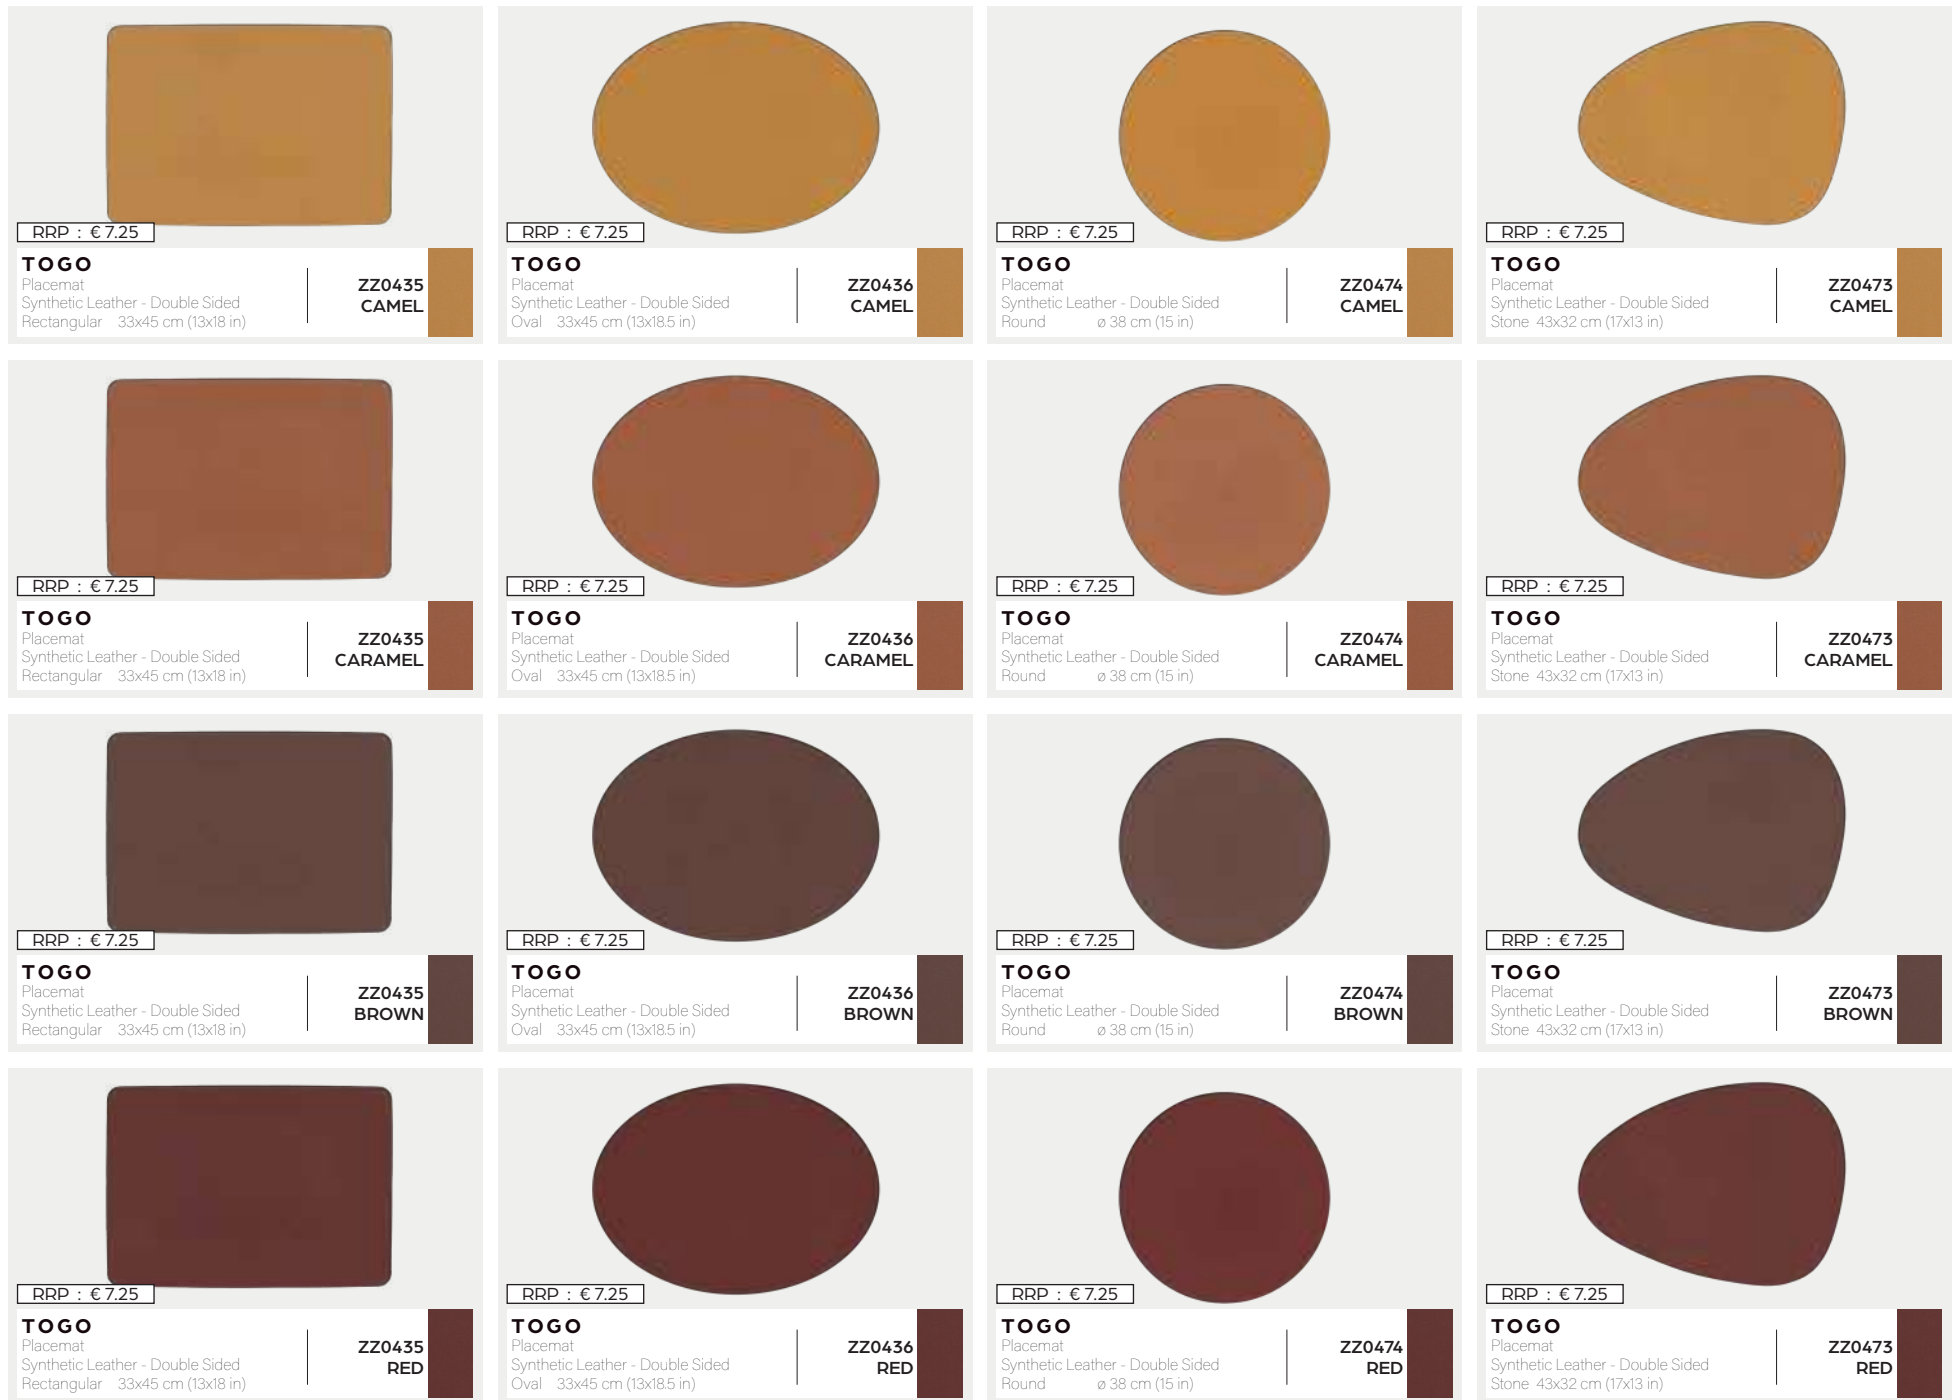 RRP : € 7.25
TOGO
Placemat
Synthetic Leather - Double Sided
Rectangular 33x45 cm (13x18 in)
ZZ0435
CAMEL
RRP : € 7.25
TOGO
Placemat
Synthetic Leather - Double Sided
Oval 33x45 cm (13x18.5 in)
ZZ0436
CAMEL
RRP : € 7.25
TOGO
Placemat
Synthetic Leather - Double Sided
Round ø 38 cm (15 in)
ZZ0474
CAMEL
RRP : € 7.25
TOGO
Placemat
Synthetic Leather - Double Sided
Stone 43x32 cm (17x13 in)
ZZ0473
CAMEL
RRP : € 7.25
TOGO
Placemat
Synthetic Leather - Double Sided
Rectangular 33x45 cm (13x18 in)
ZZ0435
CARAMEL
RRP : € 7.25
TOGO
Placemat
Synthetic Leather - Double Sided
Oval 33x45 cm (13x18.5 in)
ZZ0436
CARAMEL
RRP : € 7.25
TOGO
Placemat
Synthetic Leather - Double Sided
Round ø 38 cm (15 in)
ZZ0474
CARAMEL
RRP : € 7.25
TOGO
Placemat
Synthetic Leather - Double Sided
Stone 43x32 cm (17x13 in)
ZZ0473
CARAMEL
RRP : € 7.25
TOGO
Placemat
Synthetic Leather - Double Sided
Rectangular 33x45 cm (13x18 in)
ZZ0435
BROWN
RRP : € 7.25
TOGO
Placemat
Synthetic Leather - Double Sided
Oval 33x45 cm (13x18.5 in)
ZZ0436
BROWN
RRP : € 7.25
TOGO
Placemat
Synthetic Leather - Double Sided
Round ø 38 cm (15 in)
ZZ0474
BROWN
RRP : € 7.25
TOGO
Placemat
Synthetic Leather - Double Sided
Stone 43x32 cm (17x13 in)
ZZ0473
BROWN
RRP : € 7.25
TOGO
Placemat
Synthetic Leather - Double Sided
Rectangular 33x45 cm (13x18 in)
ZZ0435
RED
RRP : € 7.25
TOGO
Placemat
Synthetic Leather - Double Sided
Oval 33x45 cm (13x18.5 in)
ZZ0436
RED
RRP : € 7.25
TOGO
Placemat
Synthetic Leather - Double Sided
Round ø 38 cm (15 in)
ZZ0474
RED
RRP : € 7.25
TOGO
Placemat
Synthetic Leather - Double Sided
Stone 43x32 cm (17x13 in)
ZZ0473
RED